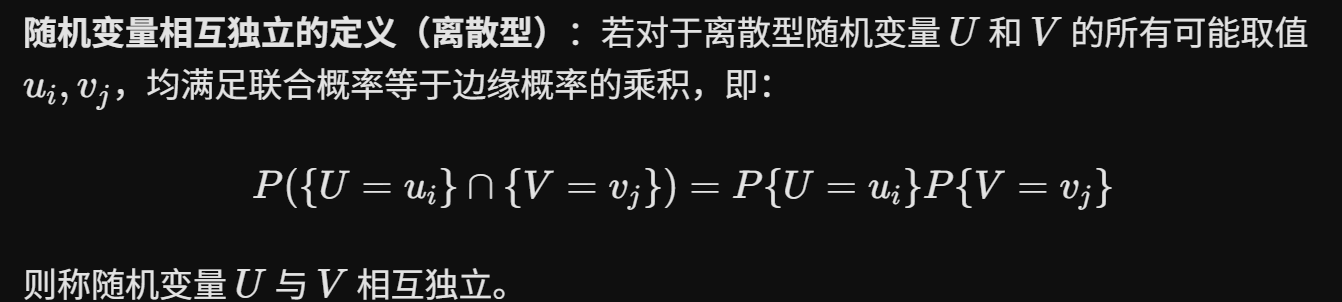 随机变量相互独立的定义（离散型）：若对于离散型随机变量 U 和 V 的所有可能取值
u_i, v_j，均满足联合概率等于边缘概率的乘积，即：
P({U = u_i} ∩ {V = v_j}) = P{U = u_i}P{V = v_j}
则称随机变量 U 与 V 相互独立。